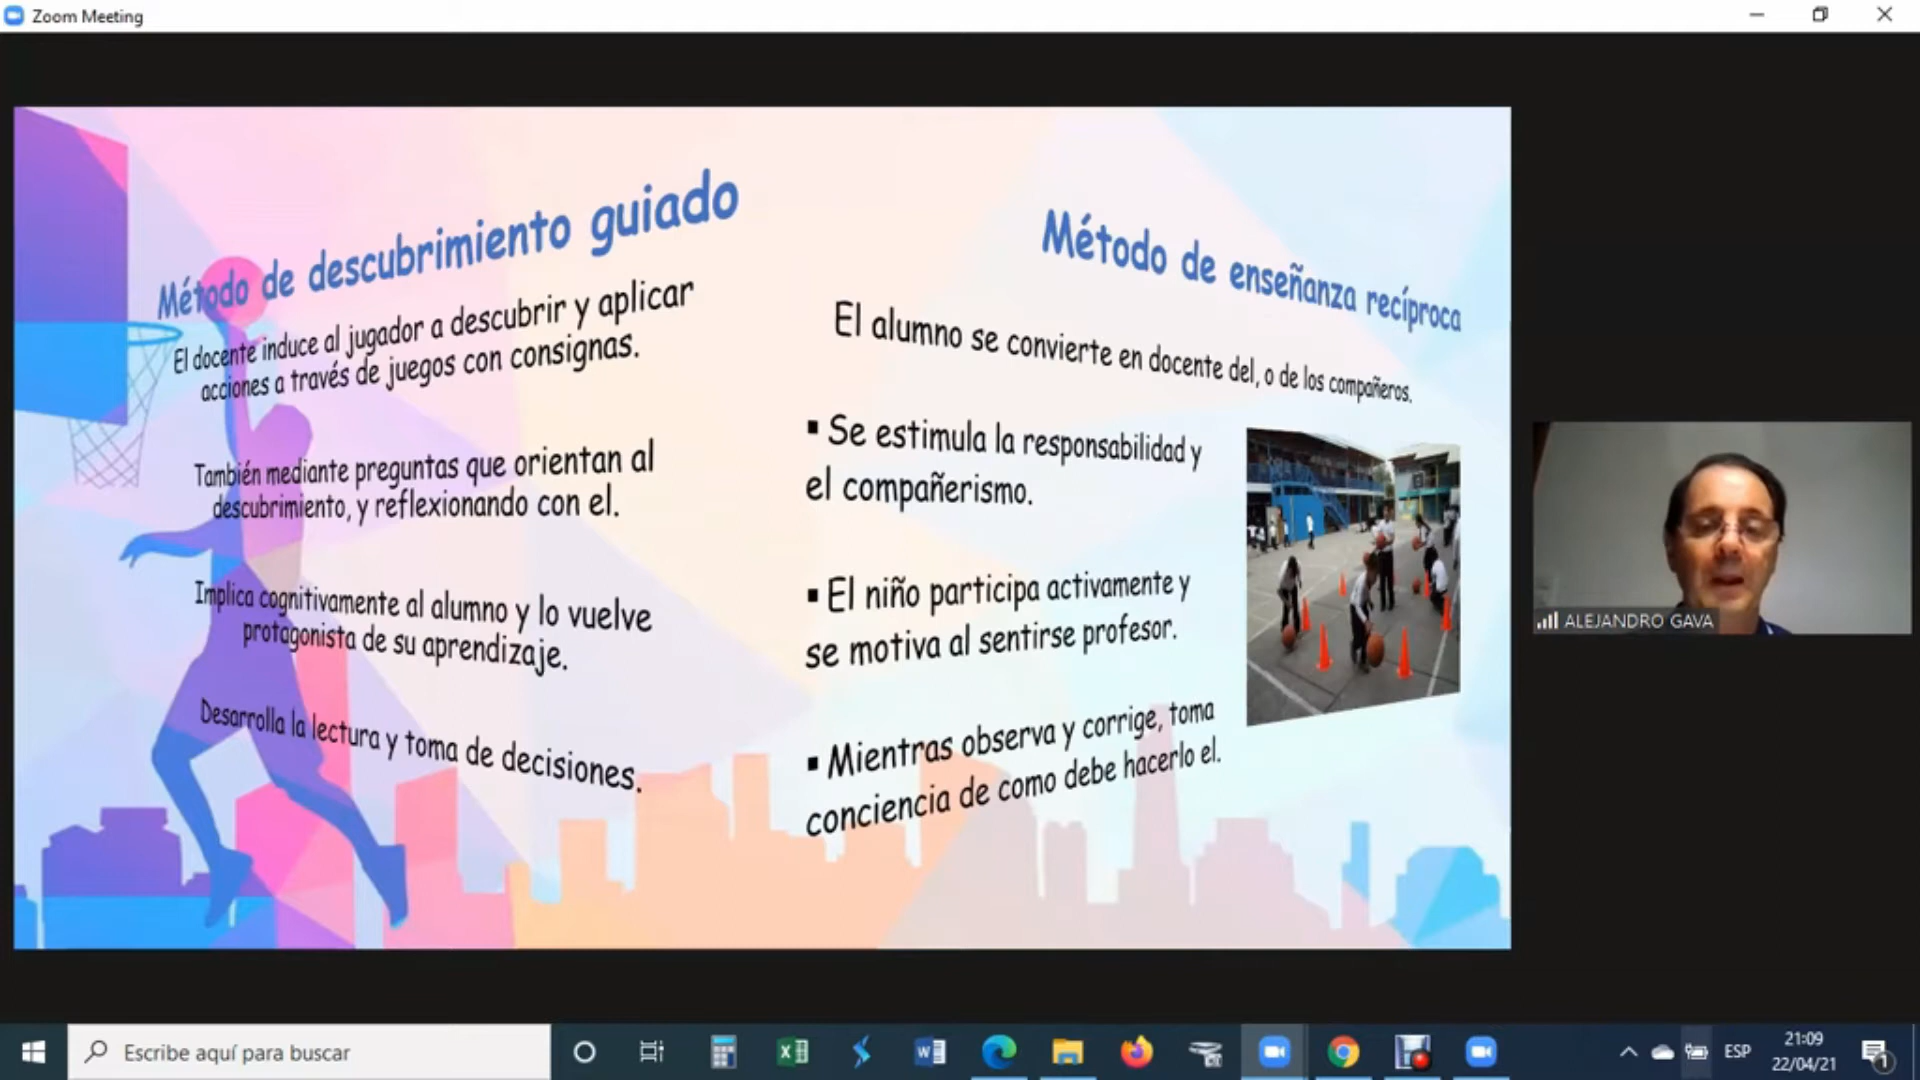 Zoom Meeting
Método de descubrimiento guiado
El docente induce al jugador a descubrir y aplicar
acciones a través de juegos con consignas.
También mediante preguntas que orientan al
descubrimiento, y reflexionando con el.
Implica cognitivamente al alumno y lo vuelve
protagonista de su aprendizaje.
Desarrolla la lectura y toma de decisiones.
Método de enseñanza recíproca
El alumno se convierte en docente del, o de los compañeros.
▪ Se estimula la responsabilidad y
el compañerismo.
▪ El niño participa activamente y
se motiva al sentirse profesor.
▪ Mientras observa y corrige, toma
conciencia de como debe hacerlo el.
ALEJANDRO GAVA
Escribe aquí para buscar
ESP
21:09
22/04/21
1